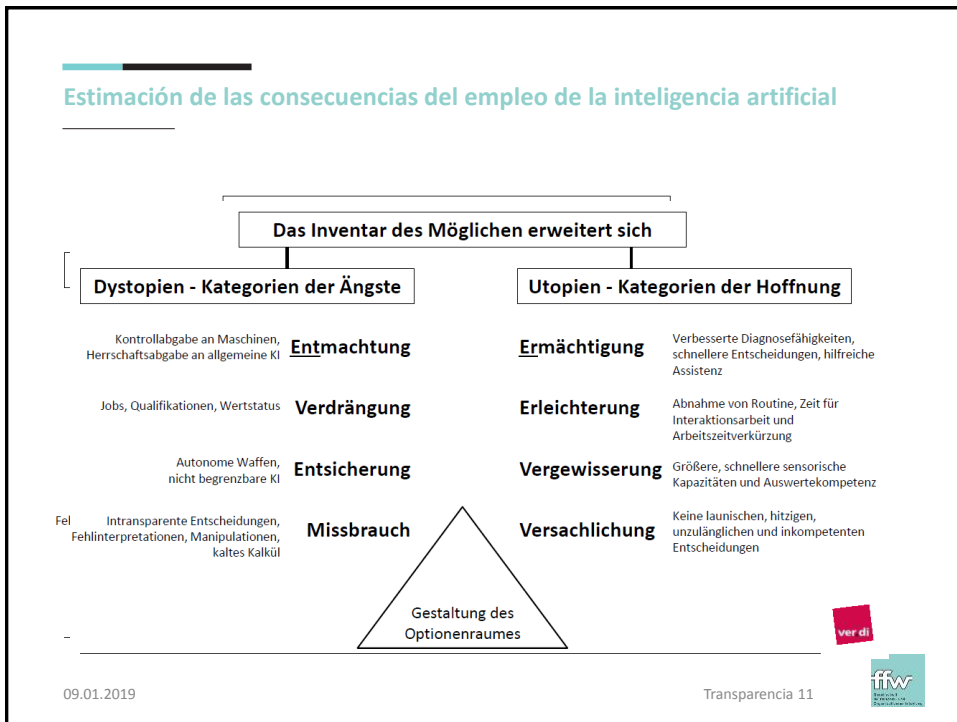 Estimación de las consecuencias del empleo de la inteligencia artificial
Das Inventar des Möglichen erweitert sich
Dystopien - Kategorien der Ängste
Utopien - Kategorien der Hoffnung
Kontrollabgabe an Maschinen,
Herrschaftsabgabe an allgemeine KI
Entmachtung
Ermächtigung
Verbesserte Diagnosefähigkeiten,
schnellere Entscheidungen, hilfreiche
Assistenz
Jobs, Qualifikationen, Wertstatus
Verdrängung
Erleichterung
Abnahme von Routine, Zeit für
Interaktionsarbeit und
Arbeitszeitverkürzung
Autonome Waffen,
nicht begrenzbare KI
Entsicherung
Vergewisserung
Größere, schnellere sensorische
Kapazitäten und Auswertekompetenz
Fel
Intransparente Entscheidungen,
Fehlinterpretationen, Manipulationen,
kaltes Kalkül
Missbrauch
Versachlichung
Keine launischen, hitzigen,
unzulänglichen und inkompetenten
Entscheidungen
Gestaltung des
Optionenraumes
ver di
ffw
09.01.2019
Transparencia 11